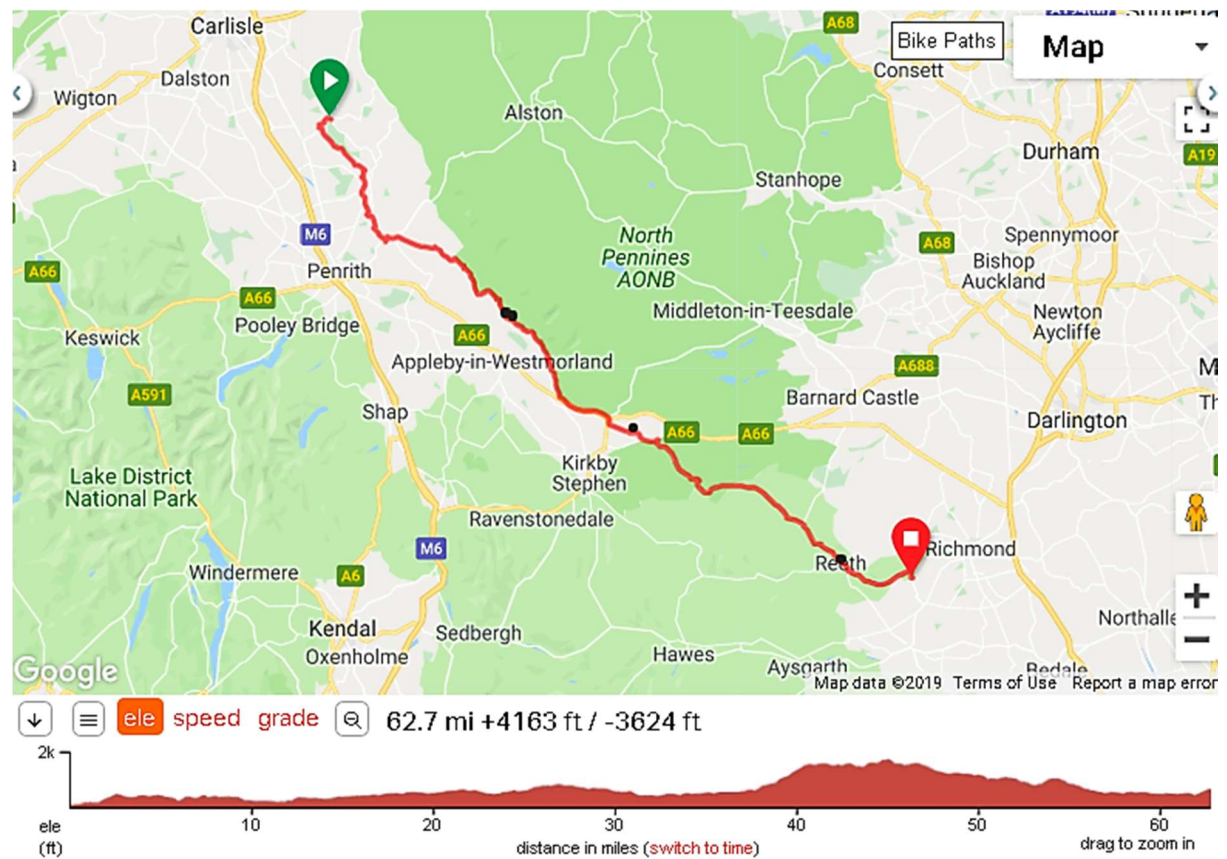 Carlisle
A68
Bike Paths
Map
Consett
Dalston
Wigton
Alston
Durham
A19
Stanhope
M6
North
Pennines
AONB
A68
Spennymoor
Bishop
Auckland
Penrith
A66
A66
Pooley Bridge
Middleton-in-Teesdale
Newton
Aycliffe
Keswick
A66
Appleby-in-Westmorland
A688
A591
Barnard Castle
Shap
Darlington
A66
A66
Kirkby
Stephen
Lake District
National Park
Ravenstonedale
M6
Richmond
Reeth
Windermere
A6
Kendal
Oxenholme
Sedbergh
Hawes
Aysgarth
Northalle
Bedale
Google
Map data ©2019 Terms of Use Report a map error
ele speed grade 62.7 mi +4163 ft / -3624 ft
2k
ele
(ft)
10 20 30 40 50 60
distance in miles (switch to time)
drag to zoom in